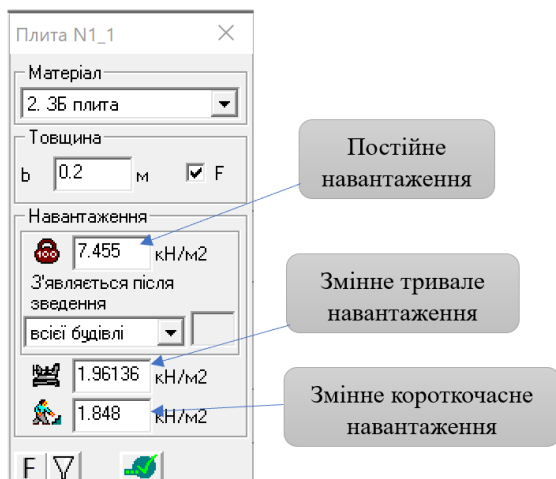 Плита N1_1
Матеріал
2. ЗБ плита
Товщина
b 0.2 м F
Навантаження
100 7.455 кН/м2
З'являється після
зведення
всієї будівлі
1.96136 кН/м2
1.848 кН/м2
F
Постійне
навантаження
Змінне тривале
навантаження
Змінне короткочасне
навантаження